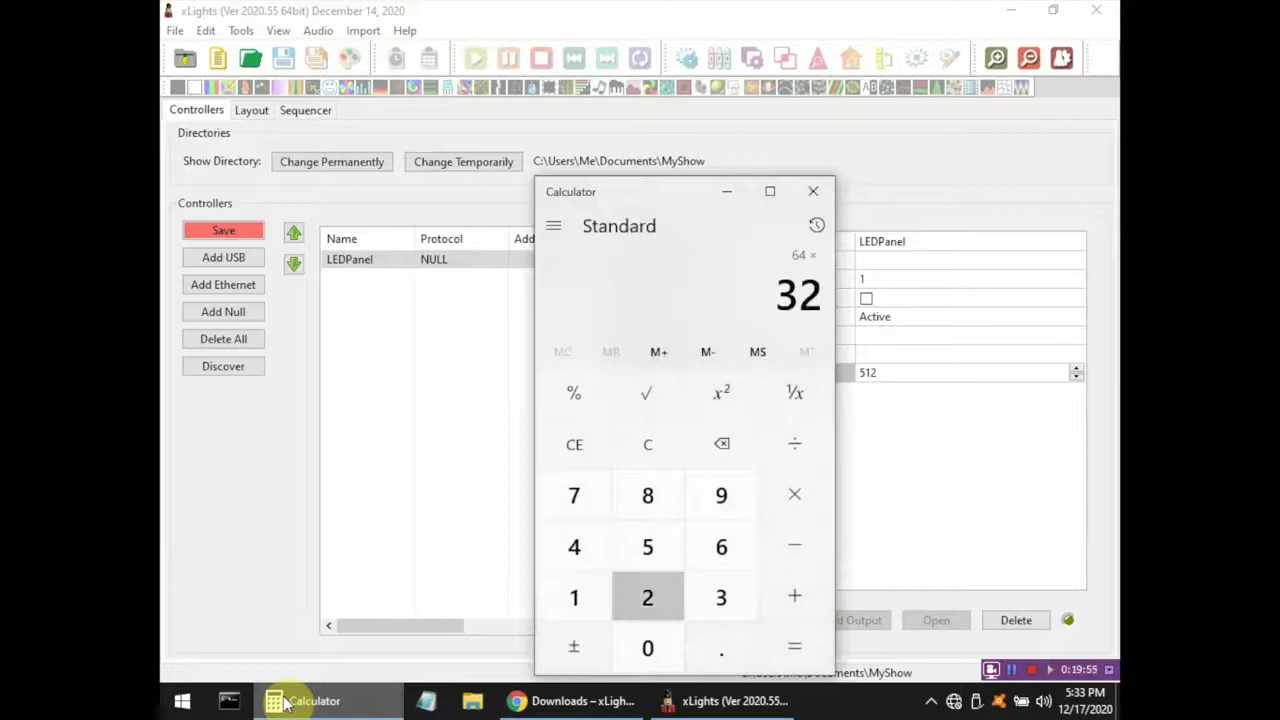 xLights (Ver 2020.55 64bit) December 14, 2020
File Edit Tools View Audio Import Help
Controllers Layout Sequencer
Directories
Show Directory: Change Permanently Change Temporarily C:\Users\Me\Documents\MyShow
Controllers
Save
Add USB
Add Ethernet
Add Null
Delete All
Discover
Name Protocol Add
LEDPanel NULL
Calculator
Standard
64 ×
32
MC MR M+ M- MS
% √ x² ¹/x
CE C ÷
7 8 9 ×
4 5 6 −
1 2 3 +
± 0 . =
LEDPanel
1
Active
512
Output Open Delete
\Documents\MyShow
0:19:55
Calculator
Downloads – xLigh...
xLights (Ver 2020.55...
5:33 PM
12/17/2020